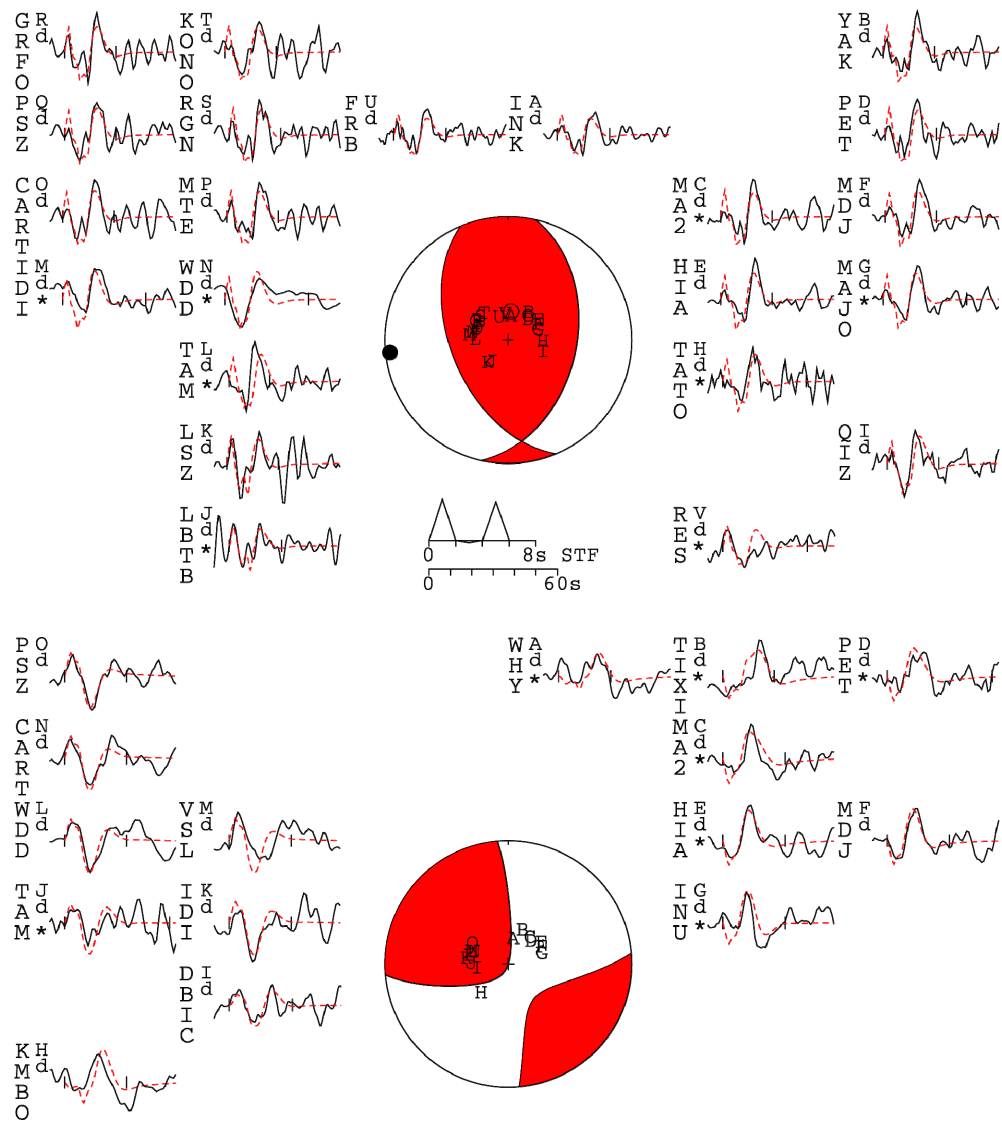 GRFO R d
KONO T d
YAK B d
PSZ Q d
RGN S d
FRB U d
INK A d
PET D d
CART O d
MTE P d
MA2 C d *
MDJ F d
IDI M d *
WDD N d *
HIA E d *
MAJO G d *
TAM L d *
TATO H d *
LSZ K d
QIZ I d
LBTB J d *
RES V d *
0 8s STF
0 60s
PSZ O d
WHY A d *
TIXI B d *
PET D d *
CART N d
MA2 C d *
WDD L d
VSL M d
HIA E d *
MDJ F d
TAM J d *
IDI K d
INU G d *
DBIC I d
KMBO H d